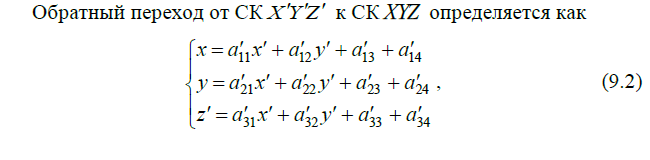 Обратный переход от СК X′Y′Z′ к СК XYZ определяется как
x = a′₁₁x′ + a′₁₂y′ + a′₁₃ + a′₁₄
y = a′₂₁x′ + a′₂₂y′ + a′₂₃ + a′₂₄ , (9.2)
z′ = a′₃₁x′ + a′₃₂y′ + a′₃₃ + a′₃₄